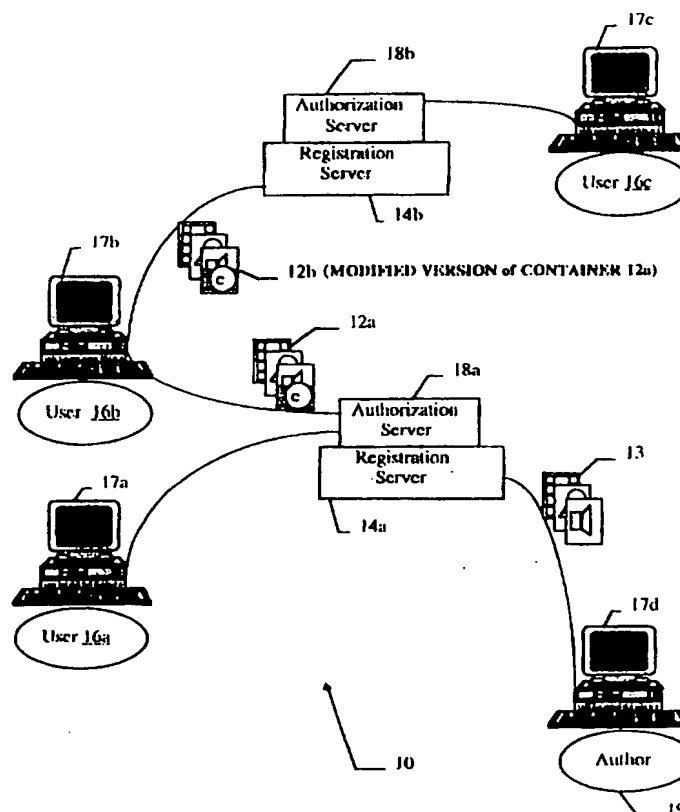 17c
18b
Authorization
Server
Registration
Server
User 16c
14b
17b
12b (MODIFIED VERSION of CONTAINER 12a)
c
12a
c
User 16b
18a
Authorization
Server
Registration
Server
13
17a
14a
User 16a
17d
10
Author